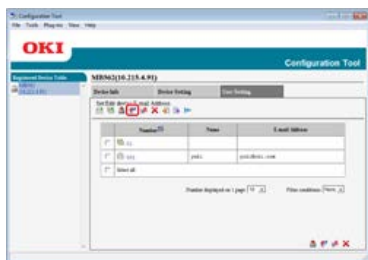 Configuration Tool
File Tools Plug-ins View Help
OKI
Configuration Tool
Registered Device Table
MB562(10.215.4.91)
Device Info
Device Setting
User Setting
Set/Edit device E-mail Address
Number
Name
E-mail Address
Select all
Number displayed on 1 page
Filter conditions